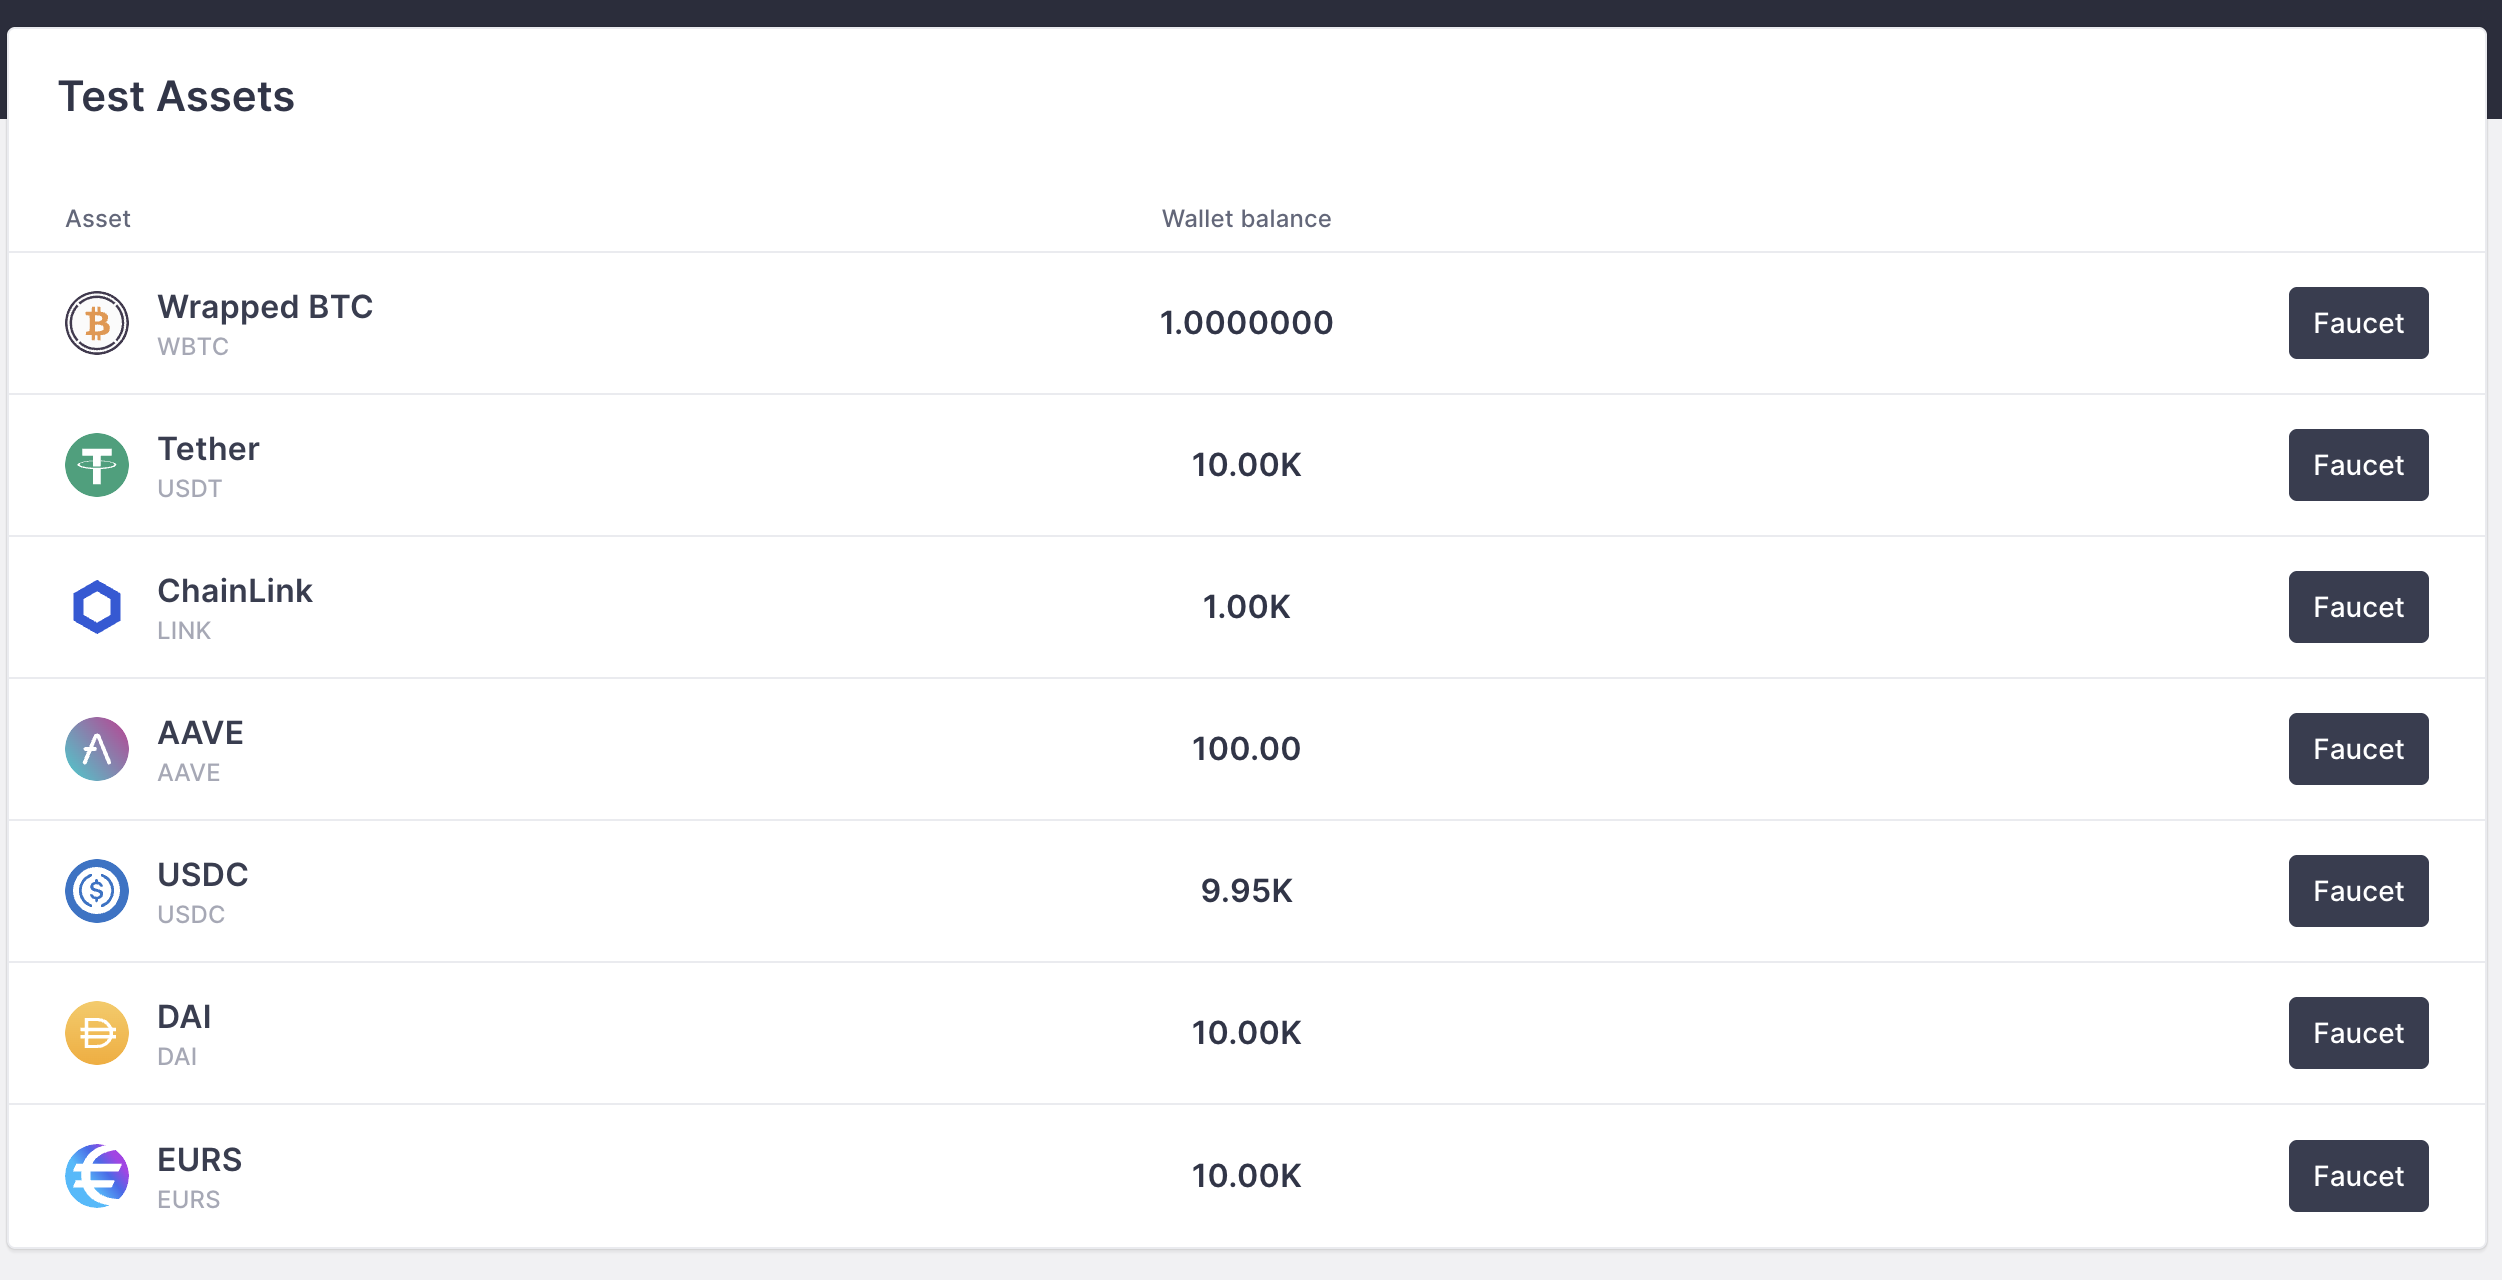 Test Assets
Asset Wallet balance
Wrapped BTC
WBTC
1.0000000
Faucet
Tether
USDT
10.00K
Faucet
ChainLink
LINK
1.00K
Faucet
AAVE
AAVE
100.00
Faucet
USDC
USDC
9.95K
Faucet
DAI
DAI
10.00K
Faucet
EURS
EURS
10.00K
Faucet